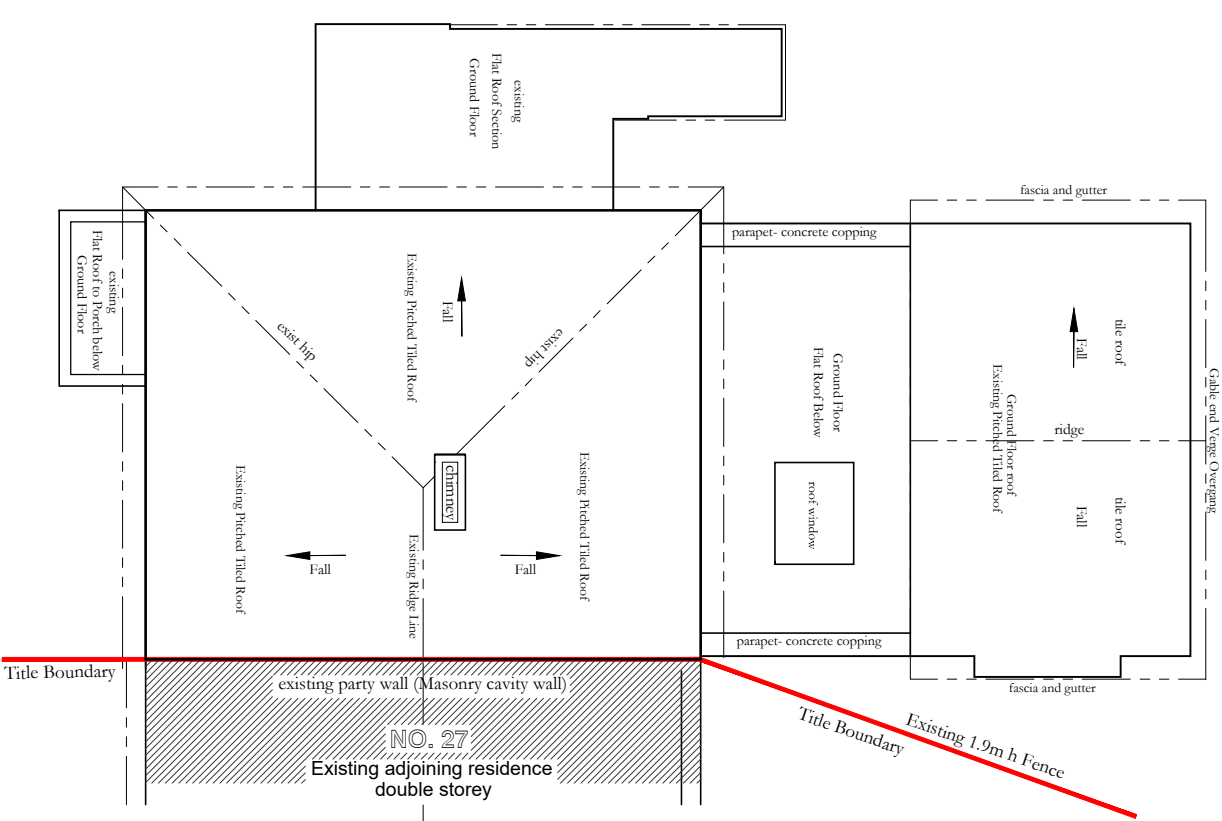 existing
Flat Roof Section
Ground Floor
fascia and gutter
existing
Flat Roof to Porch below
Ground Floor
parapet- concrete copping
Existing Pitched Tiled Roof
Fall
exist hip
exist hip
Ground Floor
Flat Roof Below
tile roof
Fall
Ground Floor roof
Existing Pitched Tiled Roof
Gable end Verge Overgang
ridge
chimney
roof window
Existing Pitched Tiled Roof
Existing Pitched Tiled Roof
tile roof
Fall
Fall
Fall
Existing Ridge Line
parapet- concrete copping
Title Boundary
existing party wall (Masonry cavity wall)
fascia and gutter
Title Boundary
Existing 1.9m h Fence
NO. 27
Existing adjoining residence
double storey